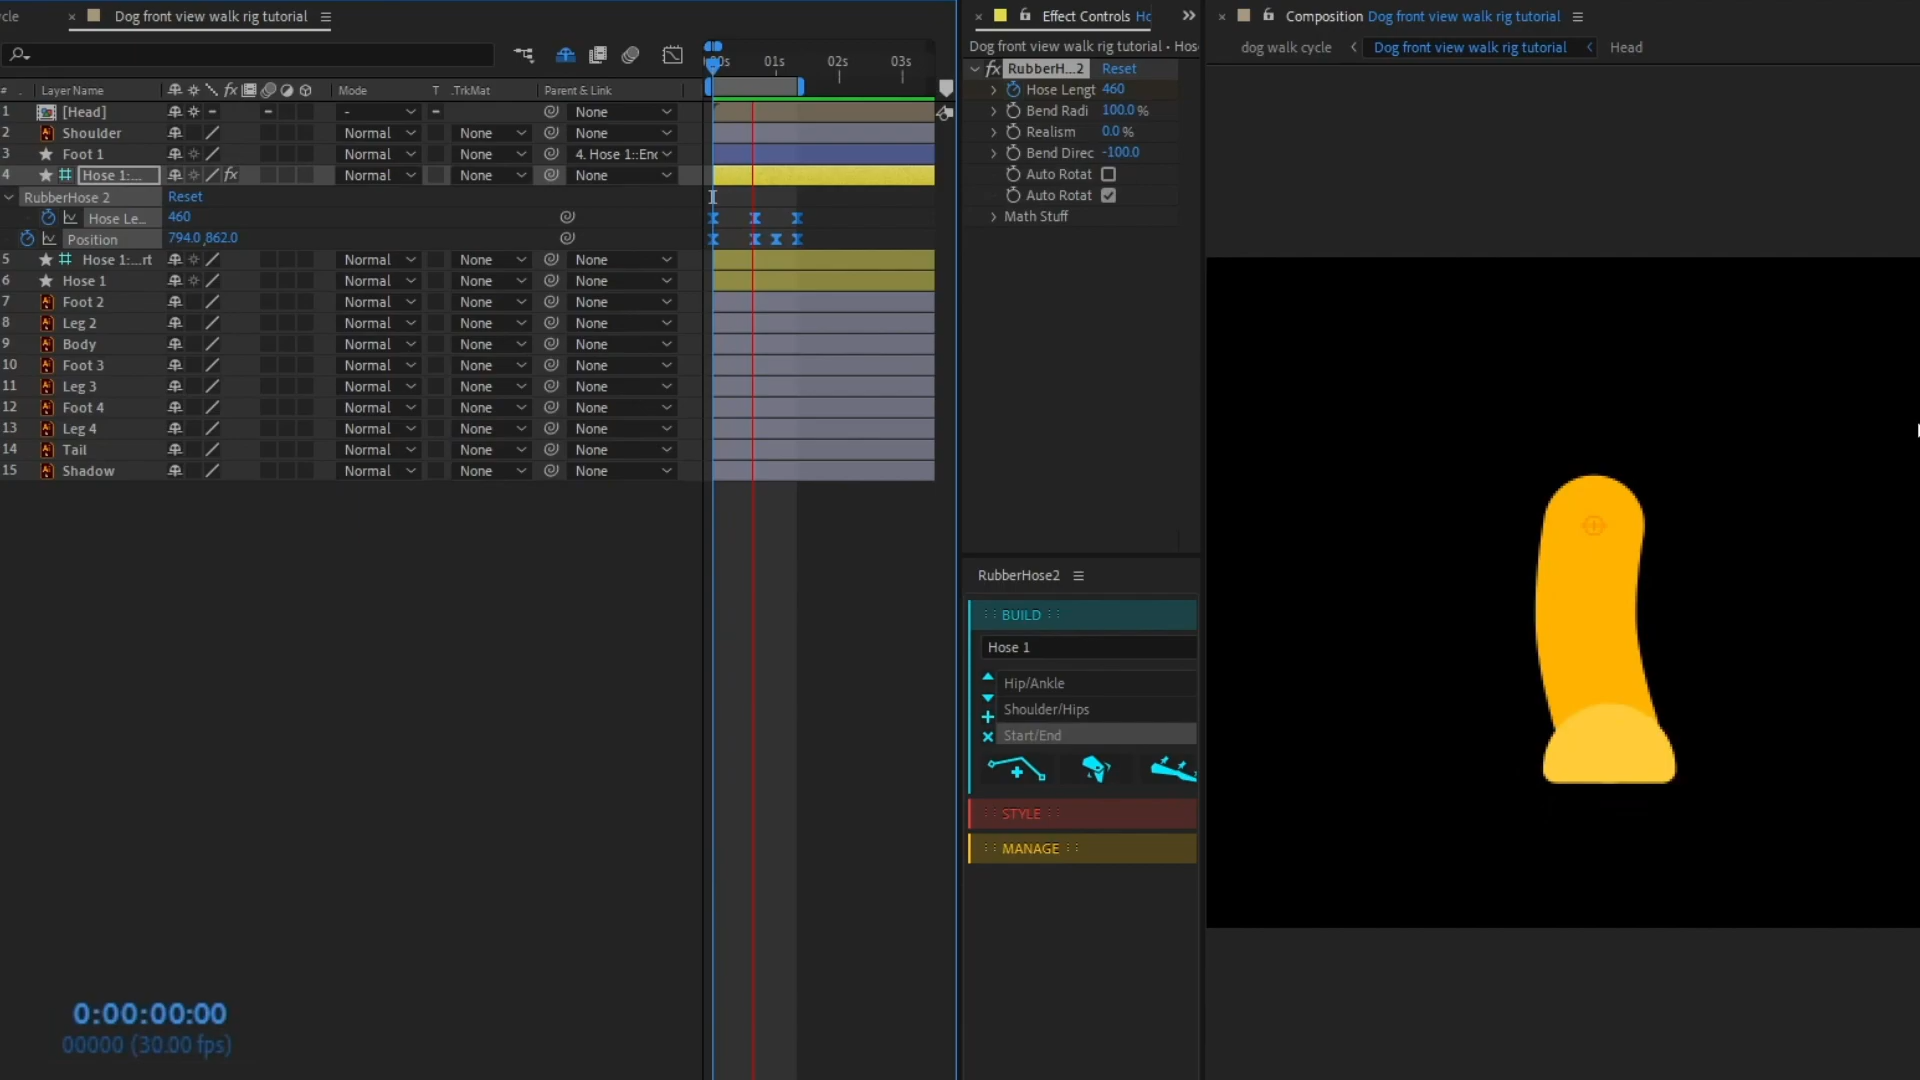 cle
× Dog front view walk rig tutorial
00s 01s 02s 03s
# . Layer Name fx Mode T .TrkMat Parent & Link
1 [Head] - None
2 Shoulder Normal None None
3 Foot 1 Normal None 4. Hose 1::Enc
4 Hose 1:... fx Normal None None
RubberHose 2 Reset
Hose Le... 460
Position 794.0,862.0
5 Hose 1:...rt Normal None None
6 Hose 1 Normal None None
7 Foot 2 Normal None None
8 Leg 2 Normal None None
9 Body Normal None None
10 Foot 3 Normal None None
11 Leg 3 Normal None None
12 Foot 4 Normal None None
13 Leg 4 Normal None None
14 Tail Normal None None
15 Shadow Normal None None
0:00:00:00
00000 (30.00 fps)
× Effect Controls Ho
Dog front view walk rig tutorial • Hos
fx RubberH...2 Reset
Hose Lengt 460
Bend Radi 100.0 %
Realism 0.0 %
Bend Direc -100.0
Auto Rotat
Auto Rotat
Math Stuff
RubberHose2
BUILD
Hose 1
Hip/Ankle
Shoulder/Hips
Start/End
STYLE
MANAGE
× Composition Dog front view walk rig tutorial
dog walk cycle < Dog front view walk rig tutorial < Head